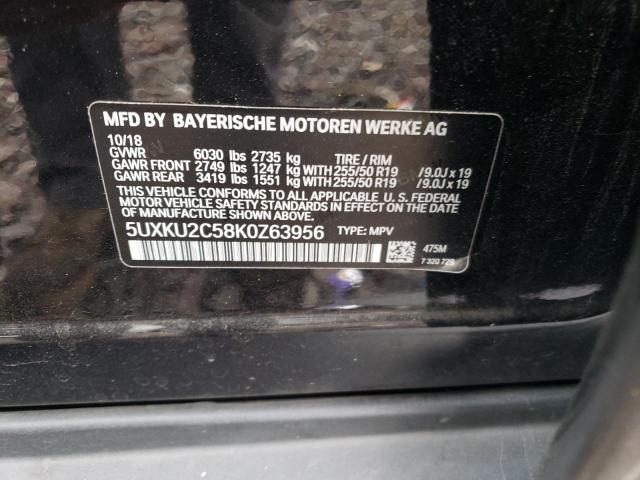 MFD BY BAYERISCHE MOTOREN WERKE AG
10/18
GVWR 6030 lbs 2735 kg TIRE / RIM
GAWR FRONT 2749 lbs 1247 kg WITH 255/50 R19 /9.0J x 19
GAWR REAR 3419 lbs 1551 kg WITH 255/50 R19 /9.0J x 19
THIS VEHICLE CONFORMS TO ALL APPLICABLE U. S. FEDERAL
MOTOR VEHICLE SAFETY STANDARDS IN EFFECT ON THE DATE
OF MANUFACTURE SHOWN ABOVE.
5UXKU2C58K0Z63956 TYPE: MPV
475M
7 320 729